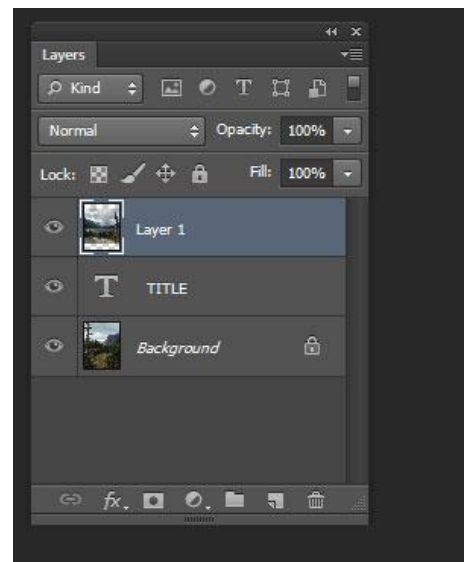 Layers
Kind
Normal Opacity: 100%
Lock: Fill: 100%
Layer 1
T TITLE
Background
fx.